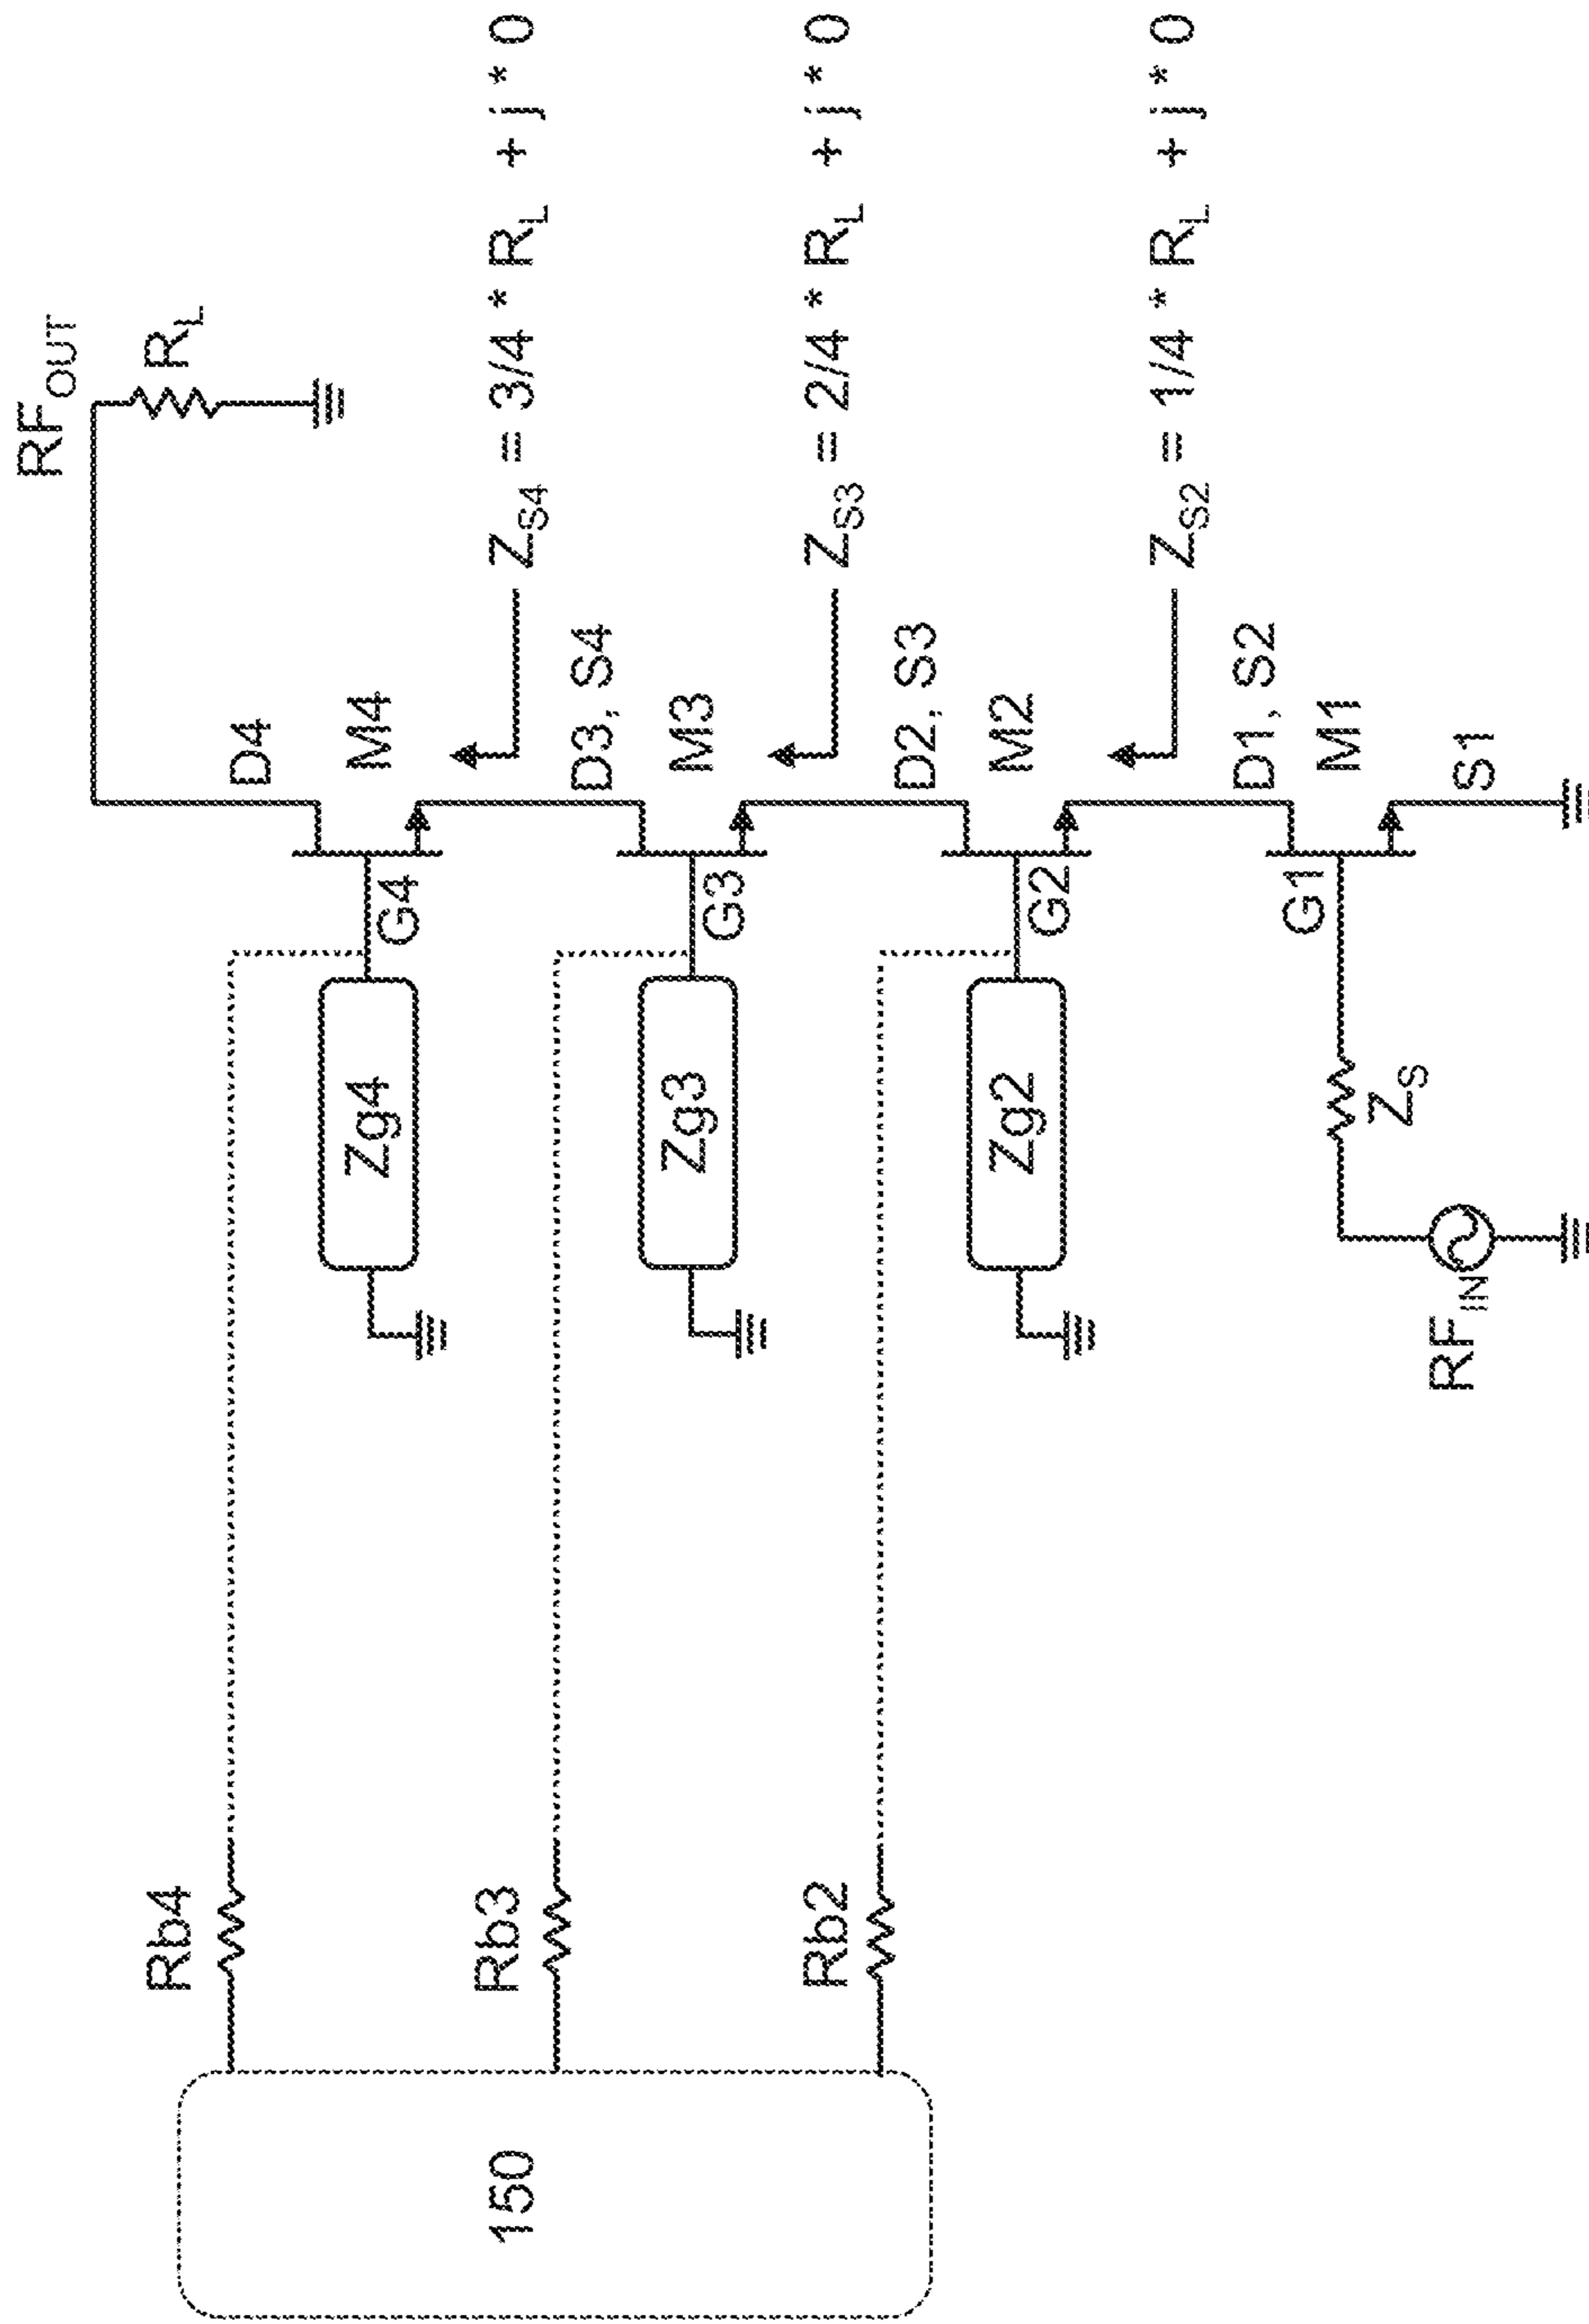 RF_OUT
R_L
D4
M4
Z_S4 = 3/4 * R_L + j * 0
Rb4
G4
Zg4
D3, S4
M3
Z_S3 = 2/4 * R_L + j * 0
150
Rb3
G3
Zg3
D2, S3
M2
Z_S2 = 1/4 * R_L + j * 0
Rb2
G2
Zg2
D1, S2
G1
M1
Z_S
RF_IN
S1